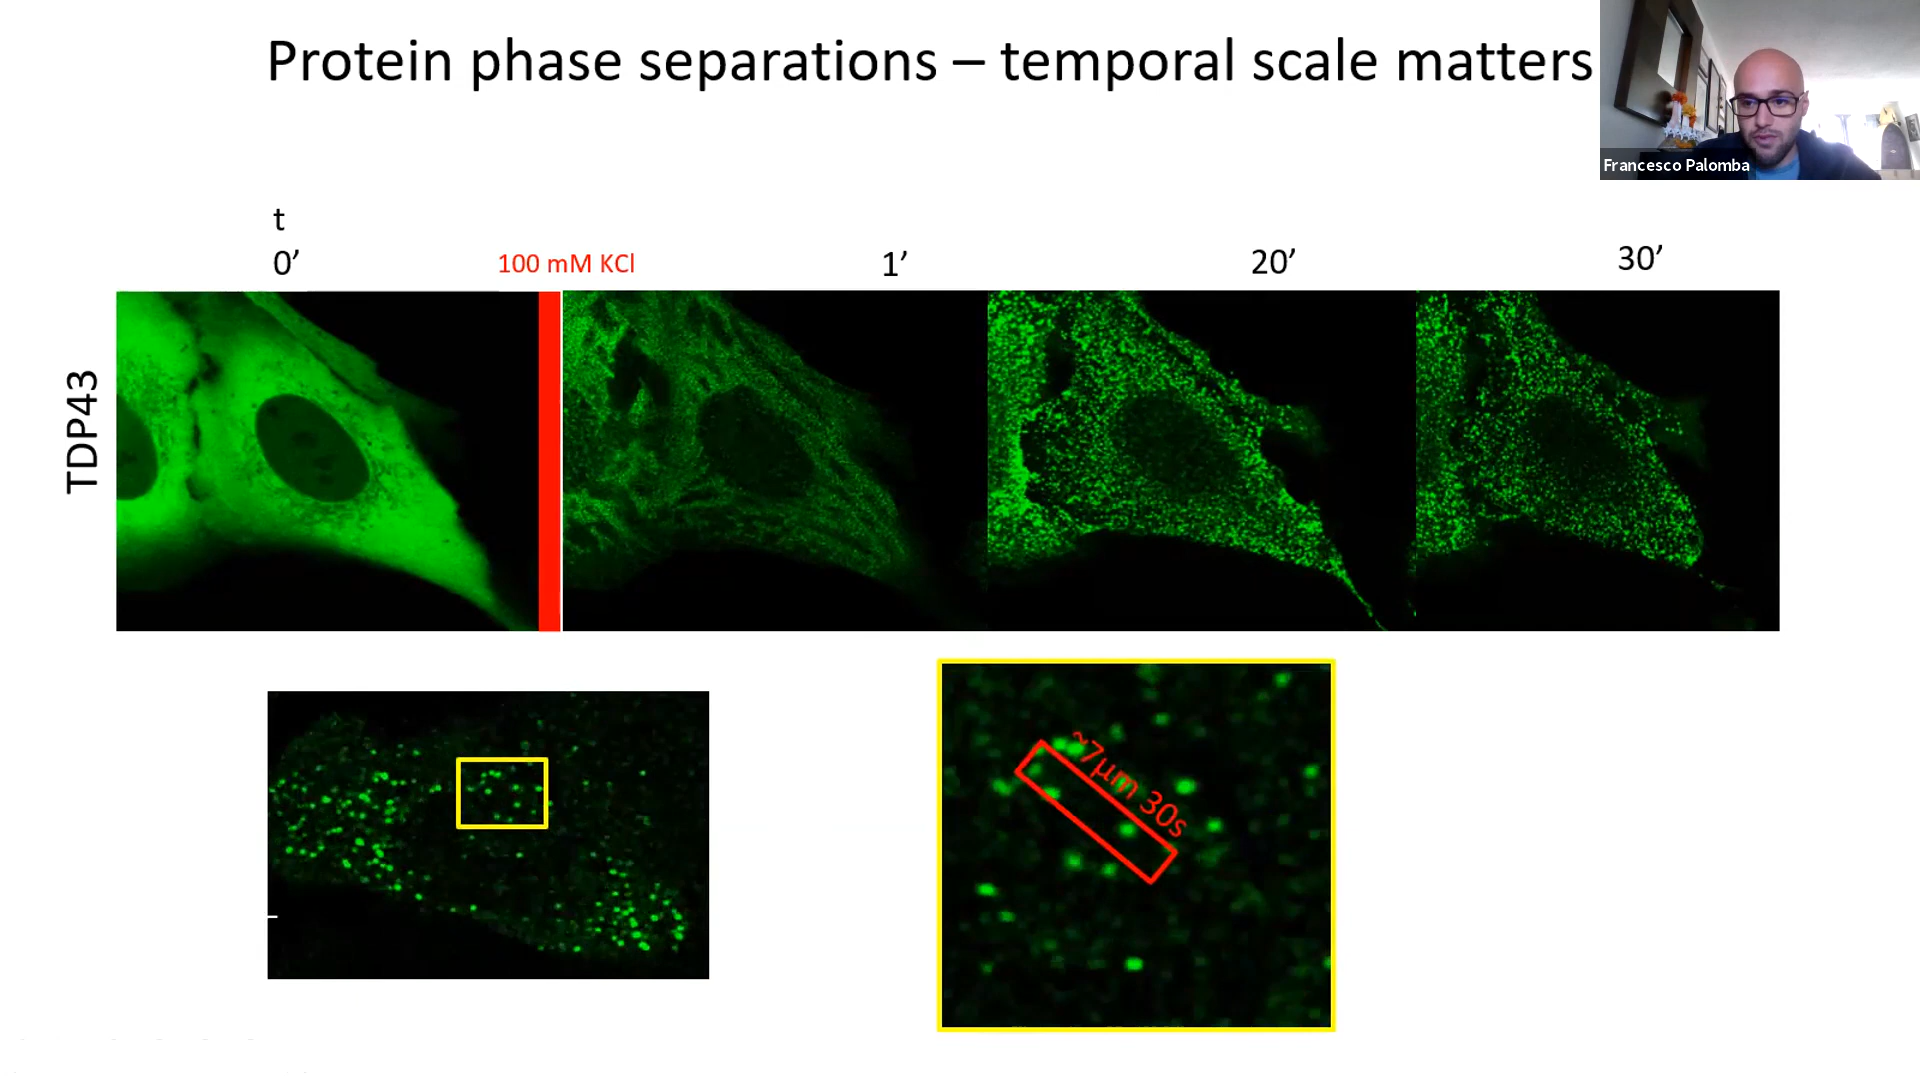 Protein phase separations – temporal scale matters
Francesco Palomba
t
0’
100 mM KCl
1’
20’
30’
TDP43
~7µm 30s